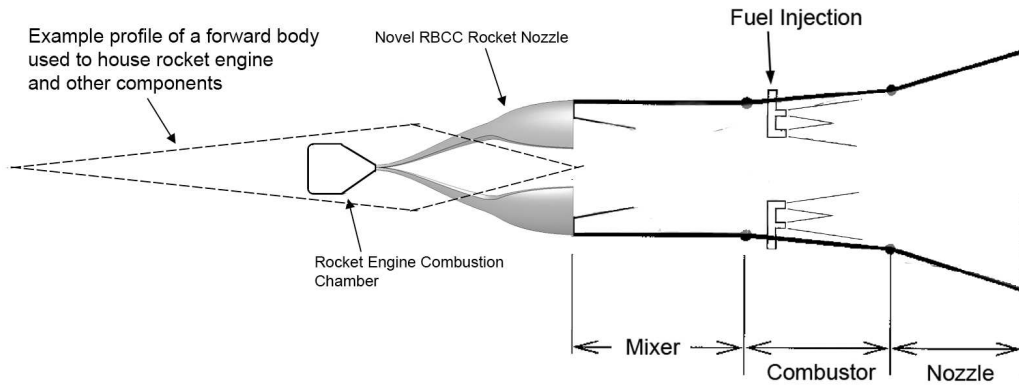 Fuel Injection
Example profile of a forward body
used to house rocket engine
and other components
Novel RBCC Rocket Nozzle
Rocket Engine Combustion
Chamber
Mixer
Combustor
Nozzle